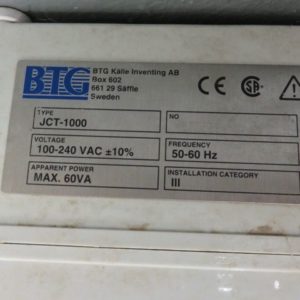 BTG
BTG Källe Inventing AB
Box 602
661 29 Säffle
Sweden
CE
TYPE
JCT-1000
NO
VOLTAGE
100-240 VAC ±10%
FREQUENCY
50-60 Hz
APPARENT POWER
MAX. 60VA
INSTALLATION CATEGORY
III